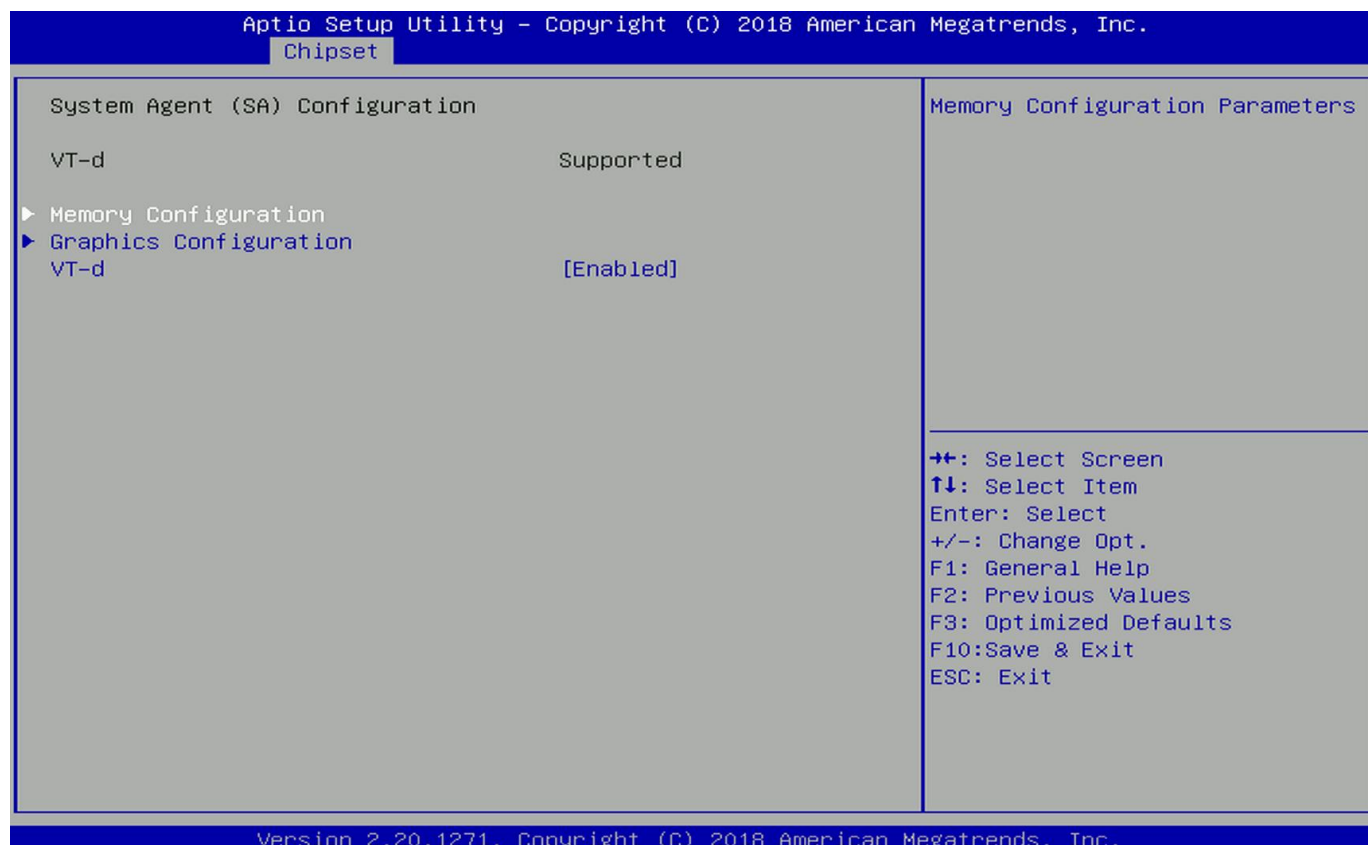 Aptio Setup Utility – Copyright (C) 2018 American Megatrends, Inc.
Chipset
System Agent (SA) Configuration
VT-d Supported
▶ Memory Configuration
▶ Graphics Configuration
VT-d [Enabled]
Memory Configuration Parameters
→←: Select Screen
↑↓: Select Item
Enter: Select
+/-: Change Opt.
F1: General Help
F2: Previous Values
F3: Optimized Defaults
F10:Save & Exit
ESC: Exit
Version 2.20.1271. Copyright (C) 2018 American Megatrends, Inc.